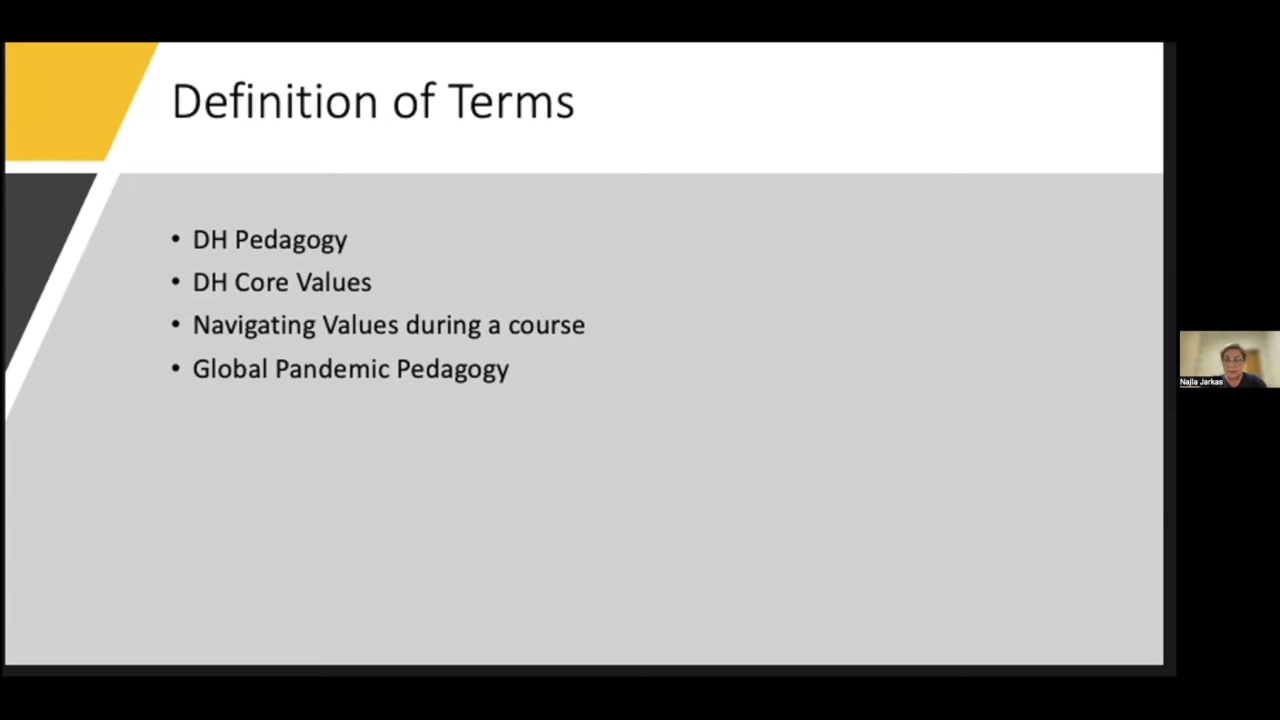 Definition of Terms
• DH Pedagogy
• DH Core Values
• Navigating Values during a course
• Global Pandemic Pedagogy
Najla Jarkas